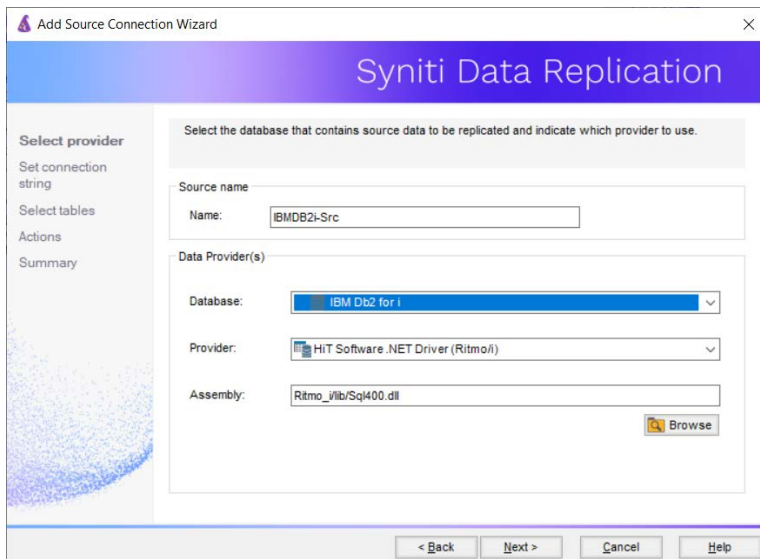 Add Source Connection Wizard
Syniti Data Replication
Select provider
Set connection
string
Select tables
Actions
Summary
Select the database that contains source data to be replicated and indicate which provider to use.
Source name
Name:
IBMDB2i-Src
Data Provider(s)
Database:
IBM Db2 for i
Provider:
HiT Software .NET Driver (Ritmo/i)
Assembly:
Ritmo_i/lib/Sql400.dll
Browse
< Back
Next >
Cancel
Help